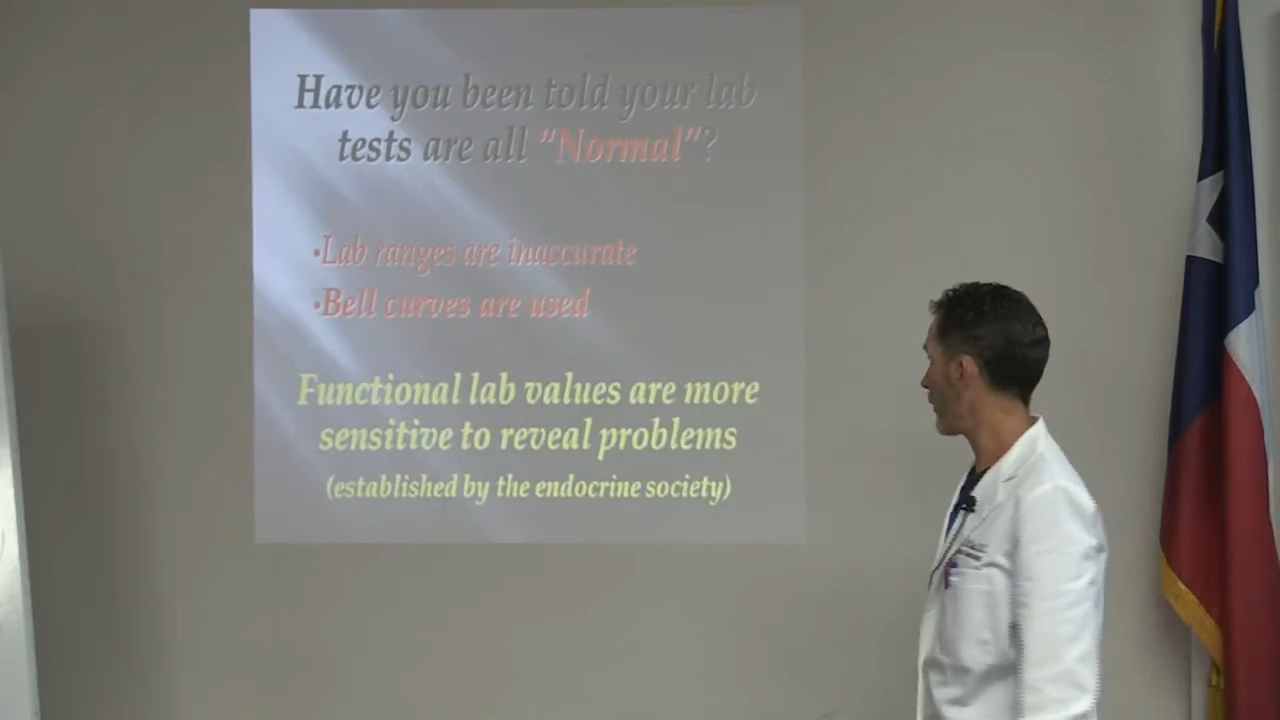 Have you been told your lab
tests are all "Normal"?
•Lab ranges are inaccurate
•Bell curves are used
Functional lab values are more
sensitive to reveal problems
(established by the endocrine society)